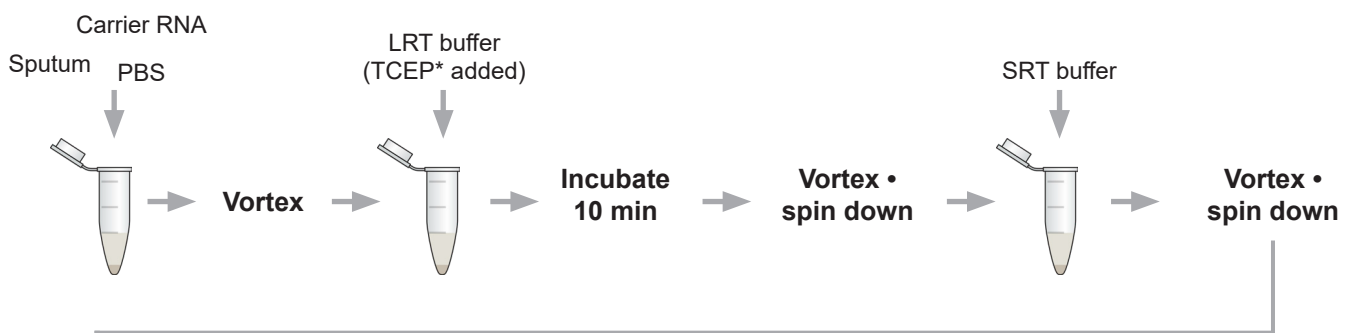 Carrier RNA
Sputum PBS
LRT buffer
(TCEP* added)
SRT buffer
Vortex
Incubate
10 min
Vortex •
spin down
Vortex •
spin down